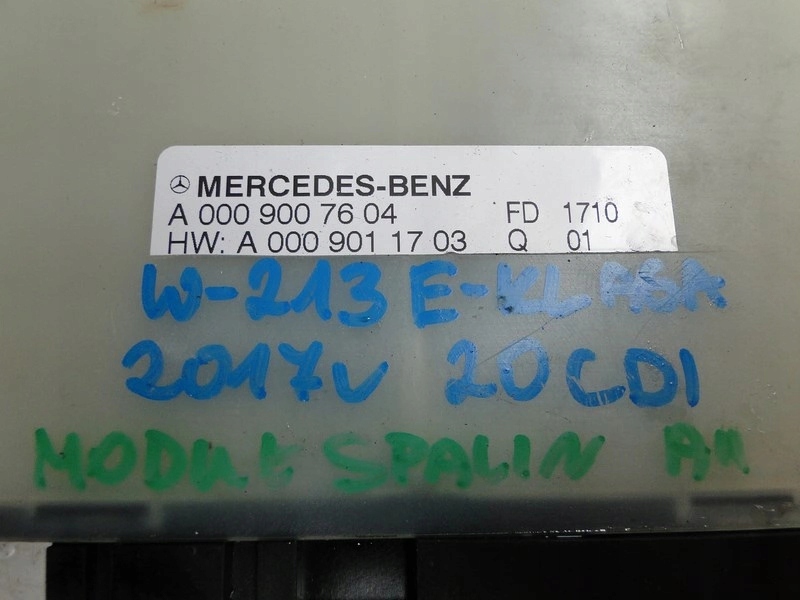 MERCEDES-BENZ
A 000 900 76 04 FD 1710
HW: A 000 901 17 03 Q 01
W-213 E-KLASA
2017r 20CDI
MODUŁ SPALIN